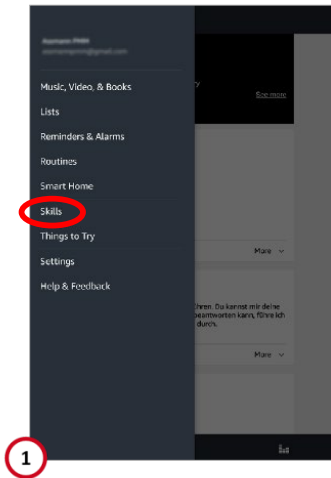 Music, Video, & Books
Lists
Reminders & Alarms
Routines
Smart Home
Skills
Things to Try
Settings
Help & Feedback
See more
More
hren. Du kannst mir deine
beantworten kann, führe ich
durch.
More
1